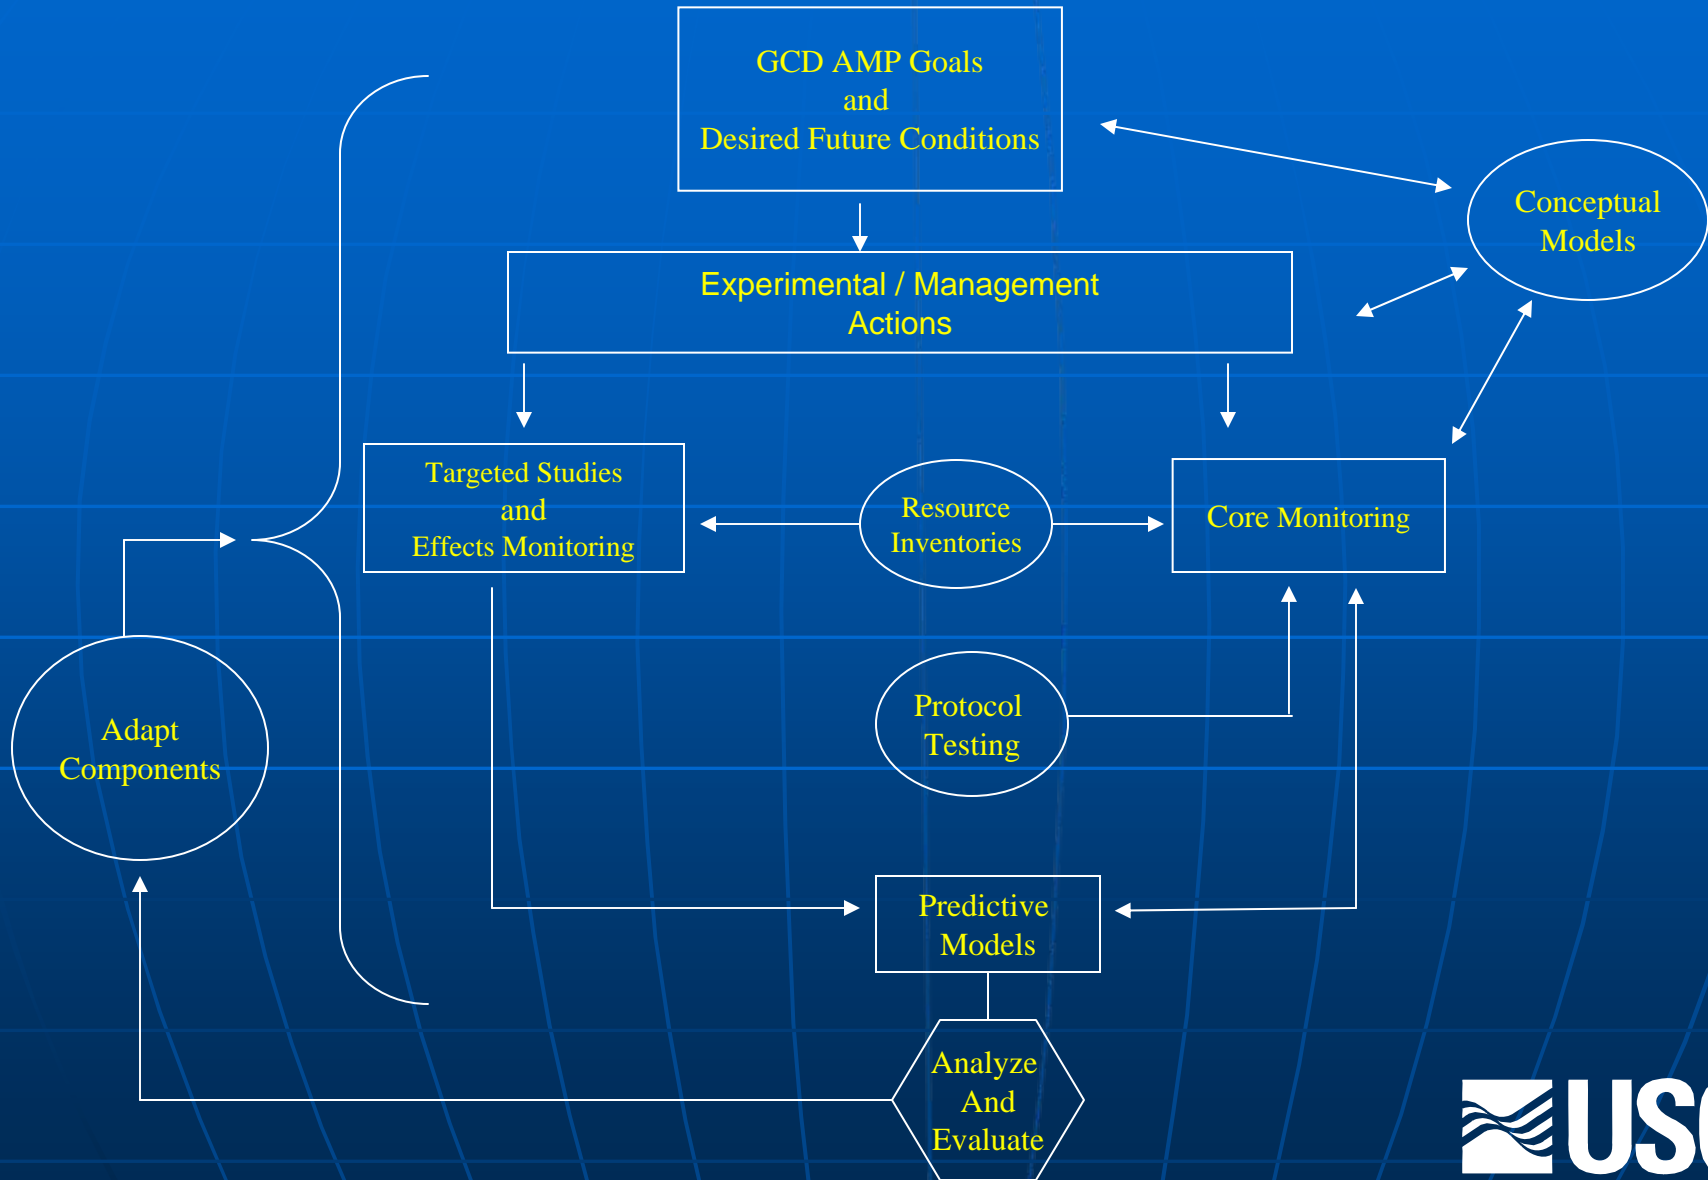 GCD AMP Goals
and
Desired Future Conditions
Conceptual
Models
Experimental / Management
Actions
Targeted Studies
and
Effects Monitoring
Resource
Inventories
Core Monitoring
Protocol
Testing
Adapt
Components
Predictive
Models
Analyze
And
Evaluate